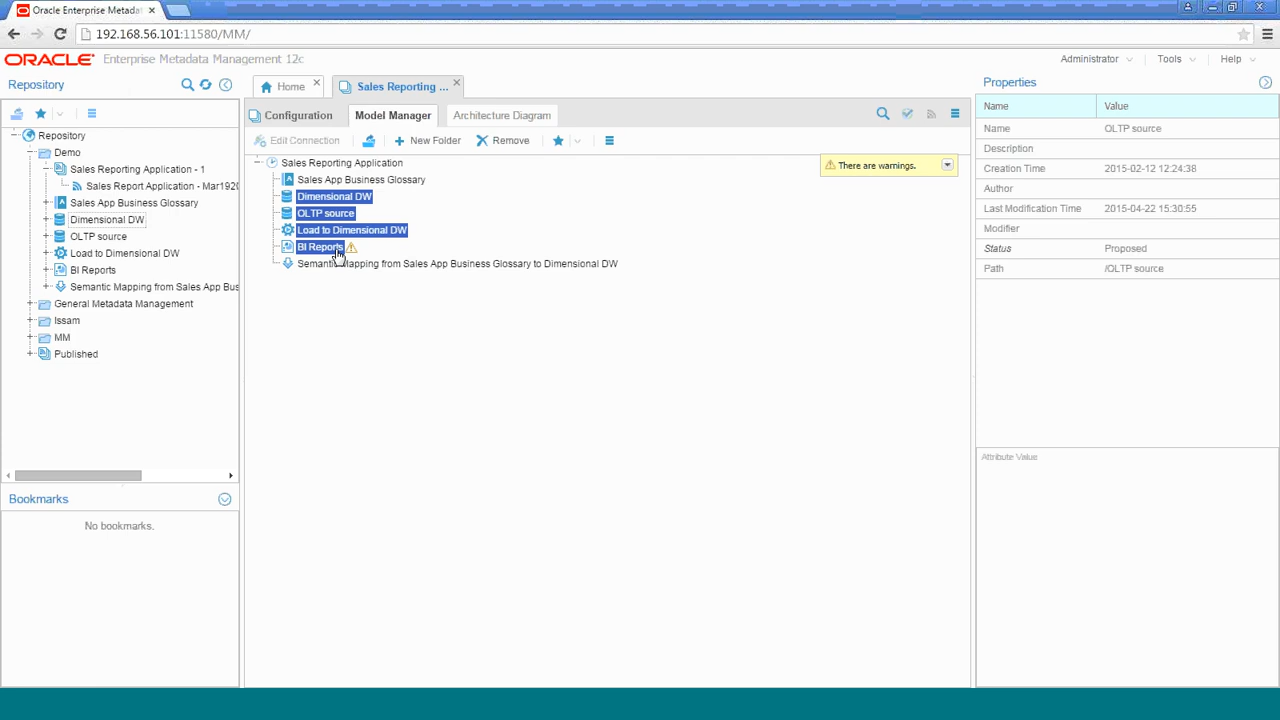 Oracle Enterprise Metadat
192.168.56.101:11580/MM/
ORACLE Enterprise Metadata Management 12c
Administrator Tools Help
Repository
Home Sales Reporting ...
Properties
Configuration Model Manager Architecture Diagram
Name Value
Edit Connection New Folder Remove
Name OLTP source
Description
Creation Time 2015-02-12 12:24:38
Author
Last Modification Time 2015-04-22 15:30:55
Modifier
Status Proposed
Path /OLTP source
Attribute Value
Repository
Demo
Sales Reporting Application - 1
Sales Report Application - Mar1920
Sales App Business Glossary
Dimensional DW
OLTP source
Load to Dimensional DW
BI Reports
Semantic Mapping from Sales App Bus
General Metadata Management
Issam
MM
Published
Sales Reporting Application
There are warnings.
Sales App Business Glossary
Dimensional DW
OLTP source
Load to Dimensional DW
BI Reports
Semantic Mapping from Sales App Business Glossary to Dimensional DW
Bookmarks
No bookmarks.